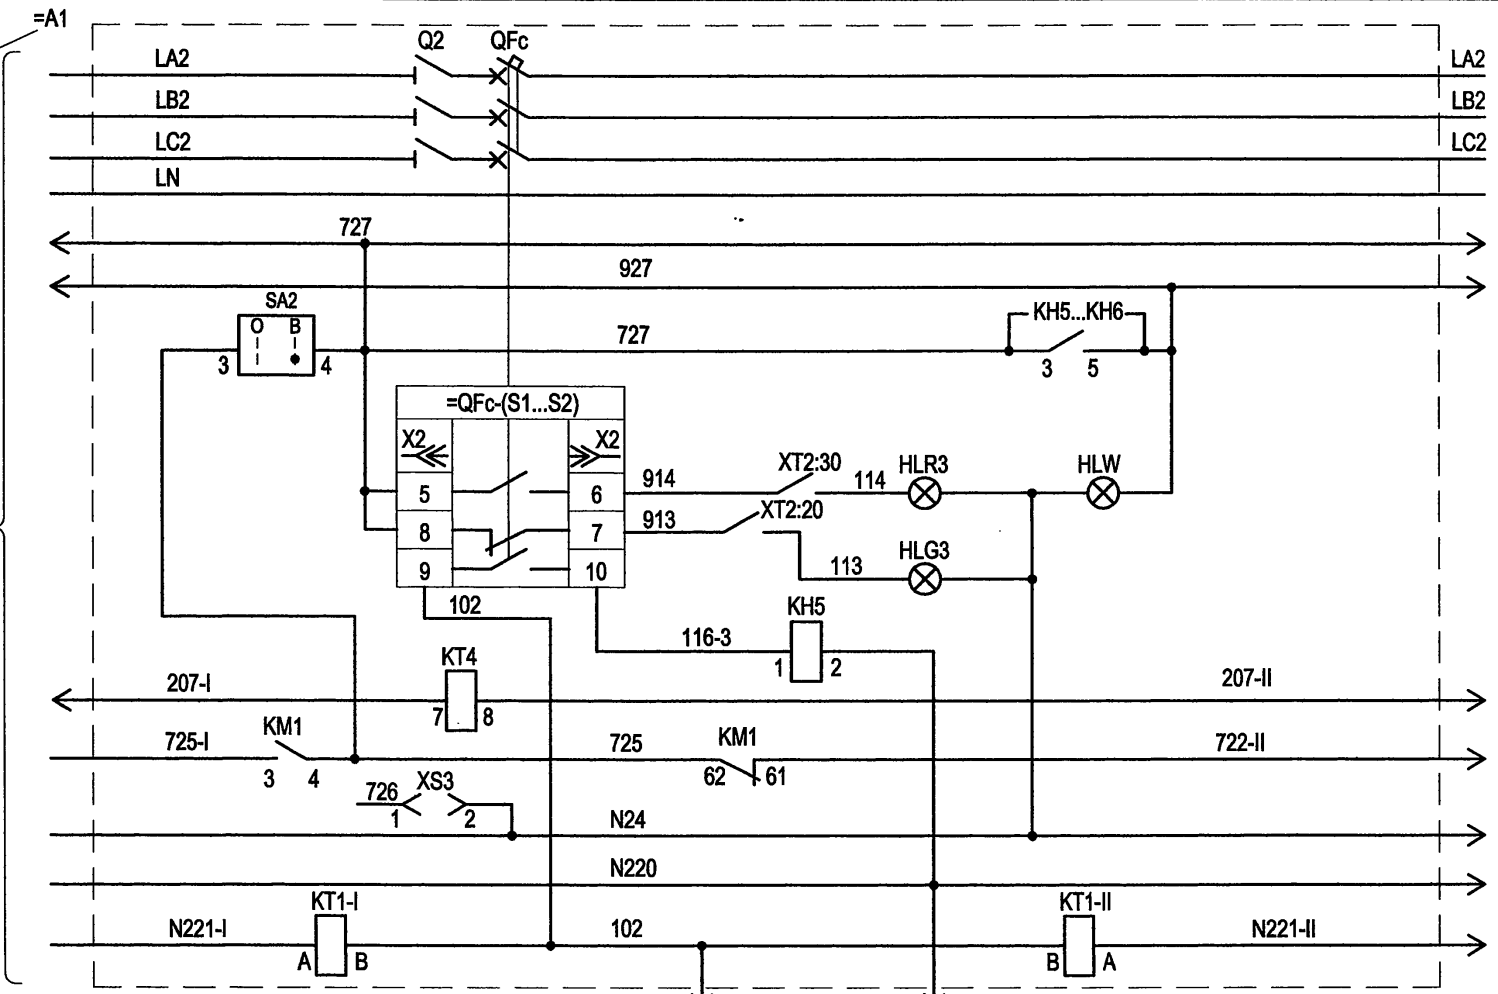 =A1
Q2 QFc
LA2 LA2
LB2 LB2
LC2 LC2
LN
727
927
SA2
O B
3 4
727
KH5...KH6
3 5
=QFc-(S1...S2)
X2 X2
5 6
8 7
9 10
914 XT2:30 114 HLR3 HLW
913 XT2:20
113 HLG3
102
116-3 KH5
1 2
207-I KT4 207-II
7 8
725-I KM1 725 KM1 722-II
3 4 62 61
726 XS3
1 2
N24
N220
N221-I KT1-I 102 KT1-II N221-II
A B B A